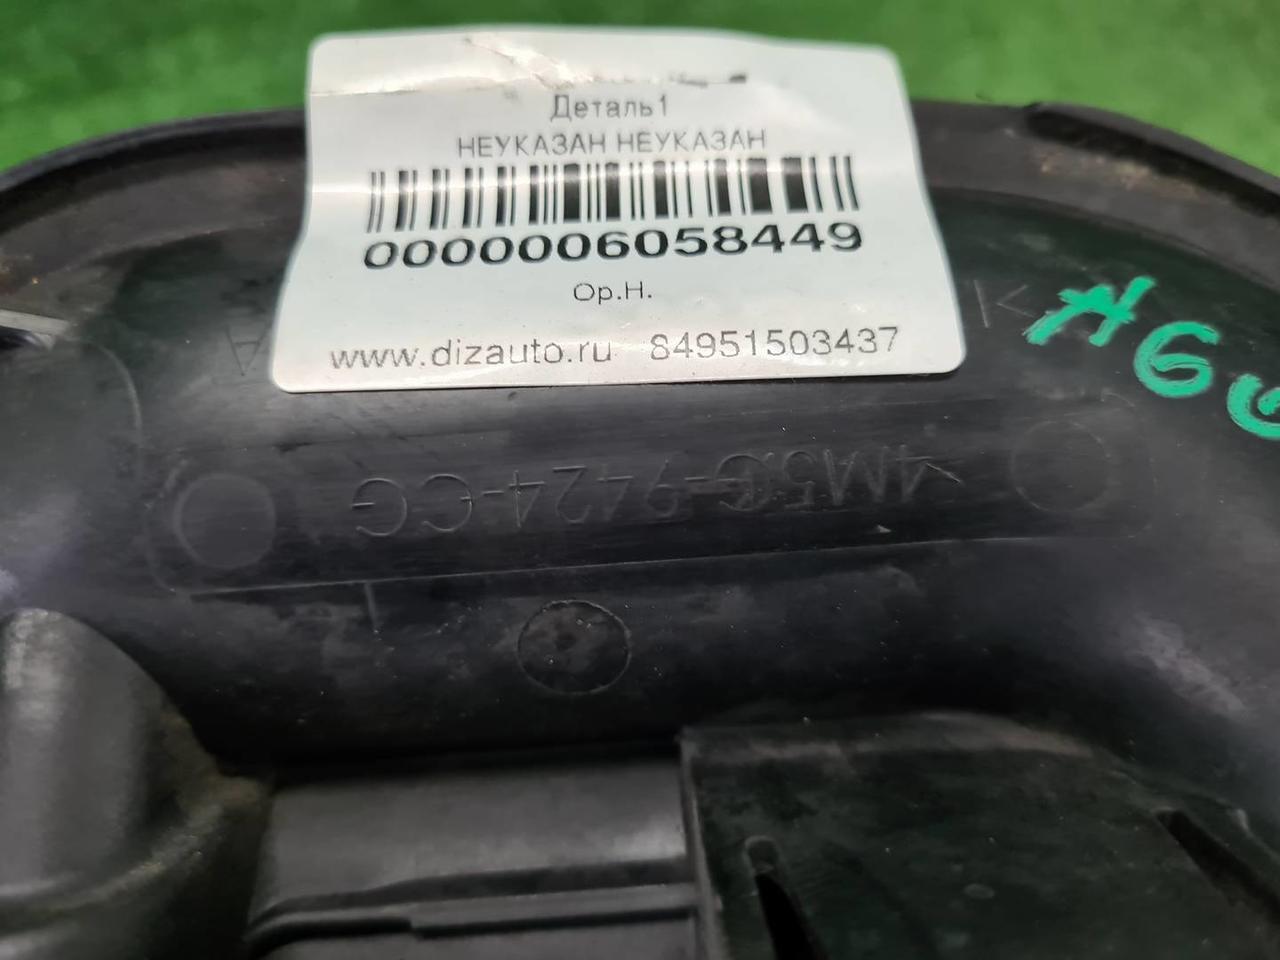 Деталь1
НЕУКАЗАН НЕУКАЗАН
0000006058449
Ор.Н.
www.dizauto.ru 84951503437
A
K
4M5G-9424-CG